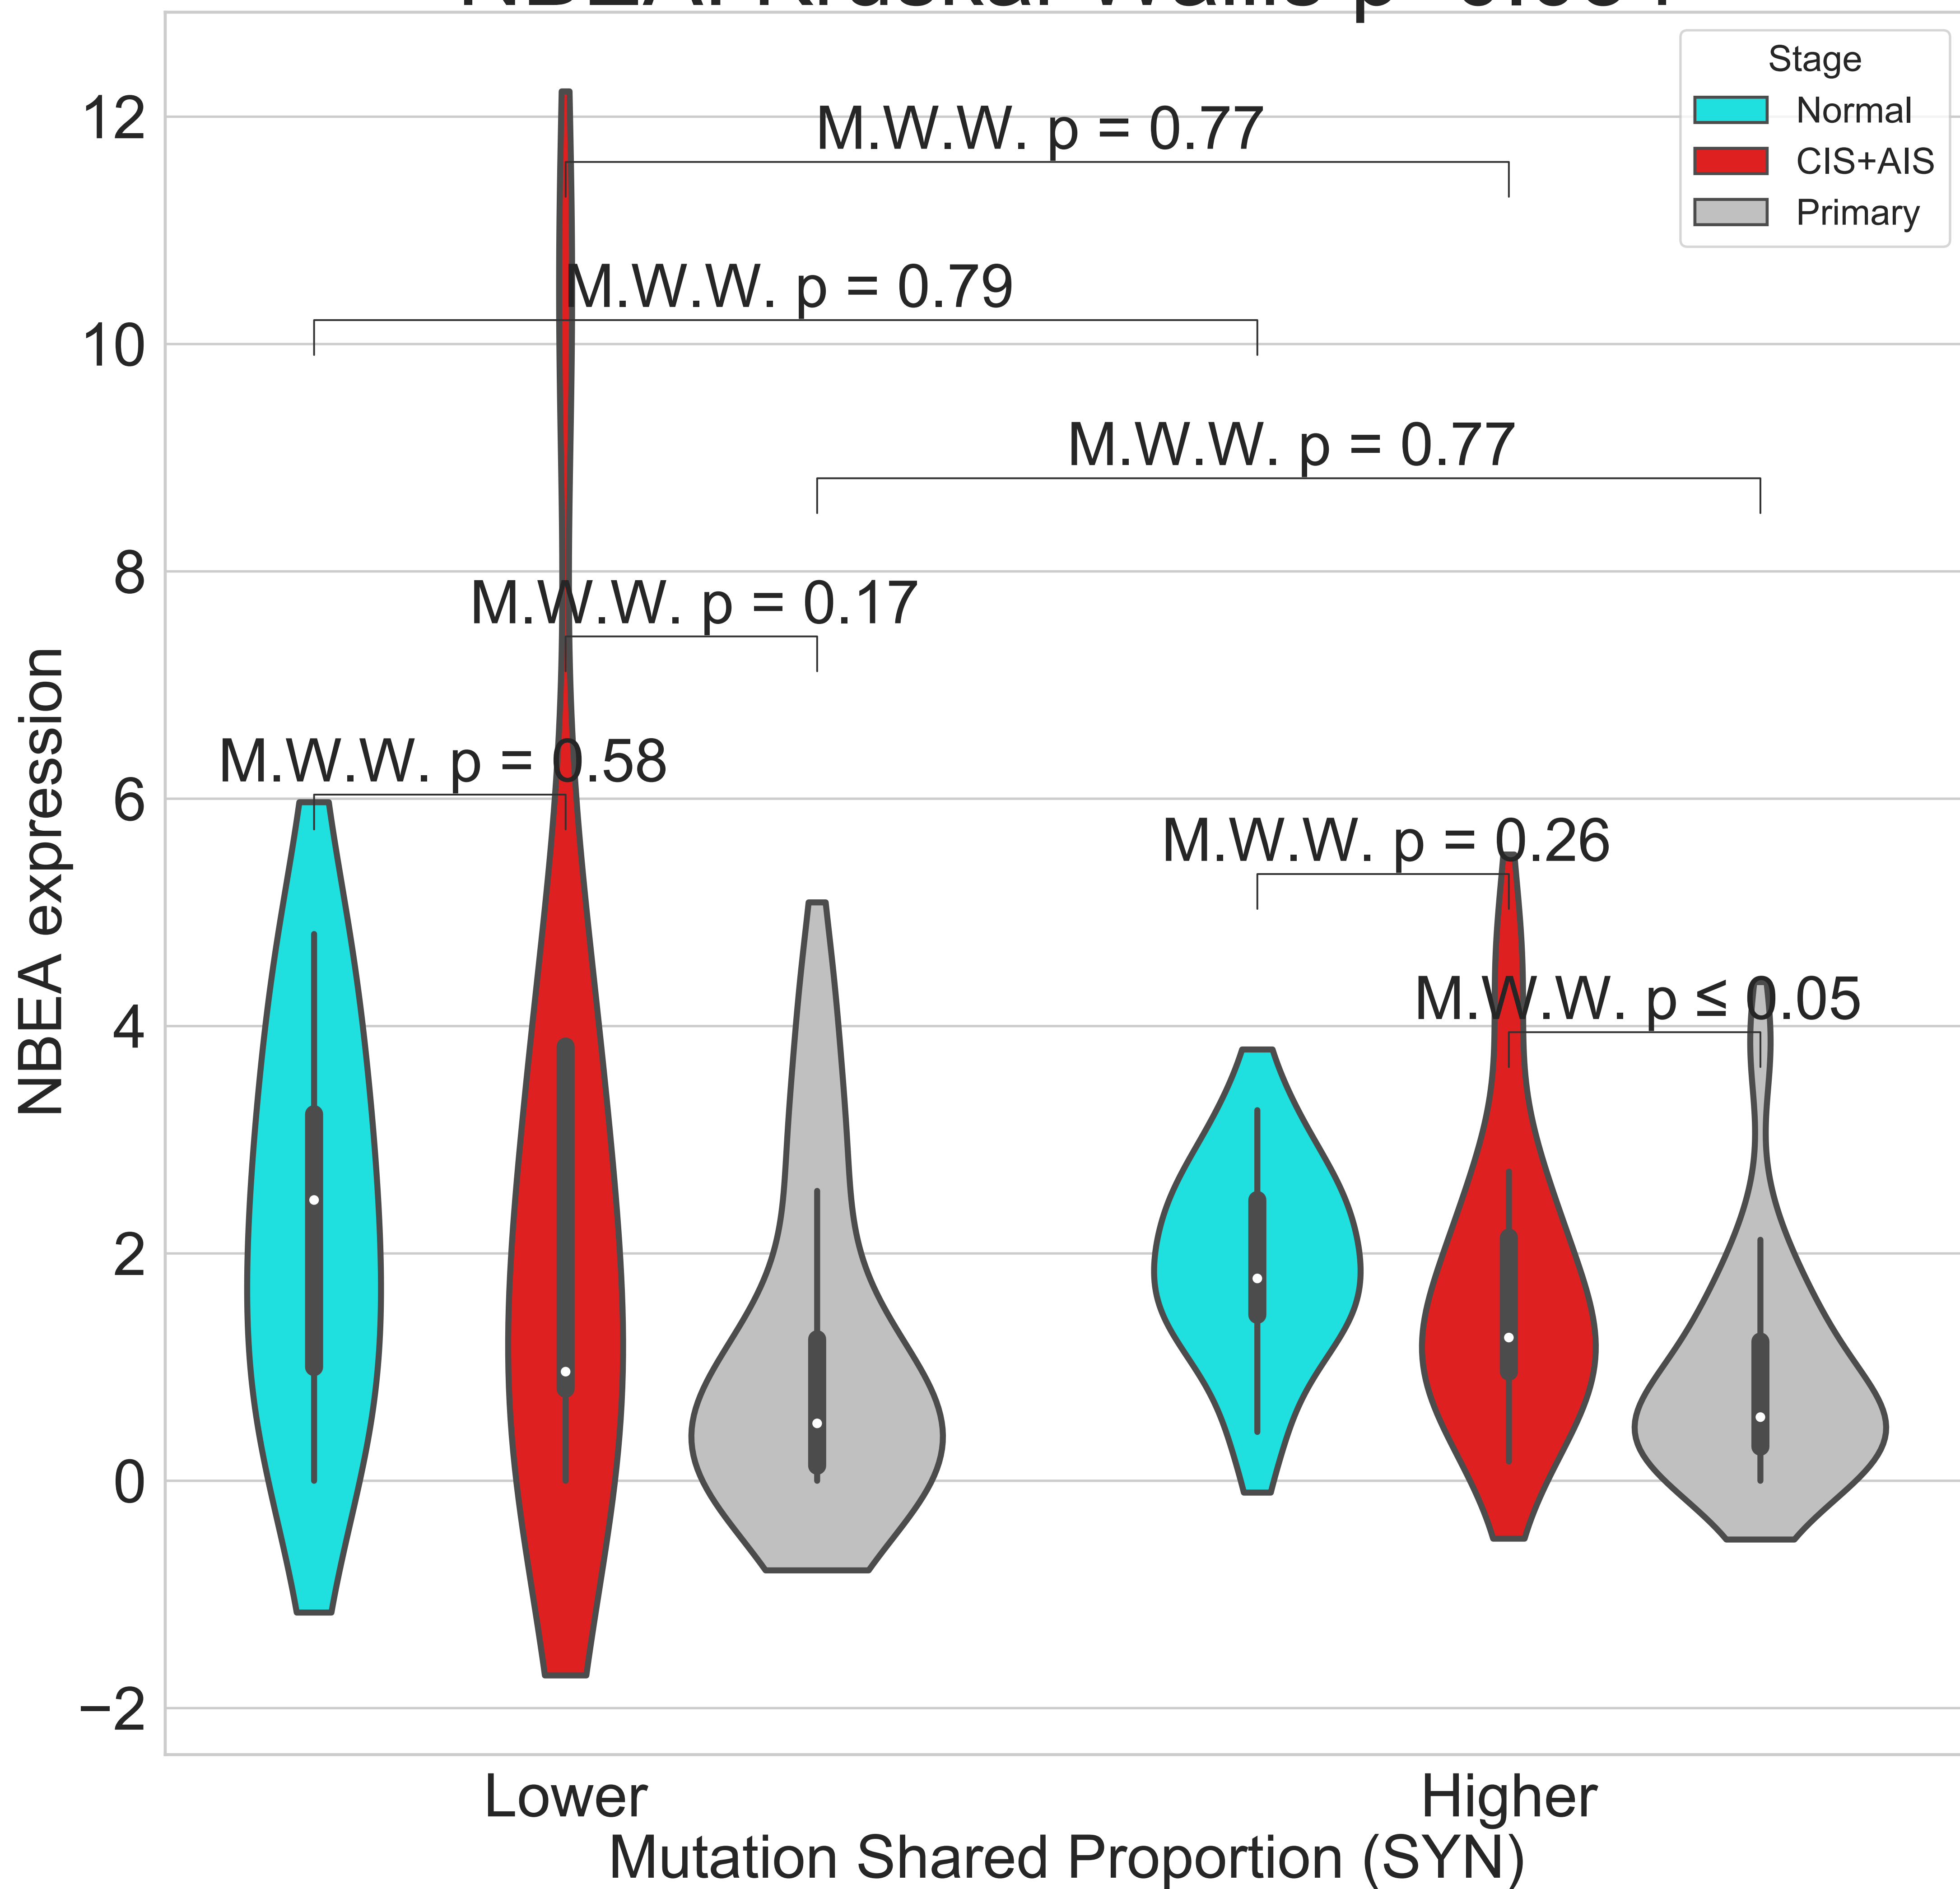 Stage
Normal
CIS+AIS
Primary
12
10
8
6
4
2
0
−2
NBEA expression
M.W.W. p = 0.77
M.W.W. p = 0.79
M.W.W. p = 0.77
M.W.W. p = 0.17
M.W.W. p = 0.58
M.W.W. p = 0.26
M.W.W. p ≤ 0.05
Lower
Higher
Mutation Shared Proportion (SYN)